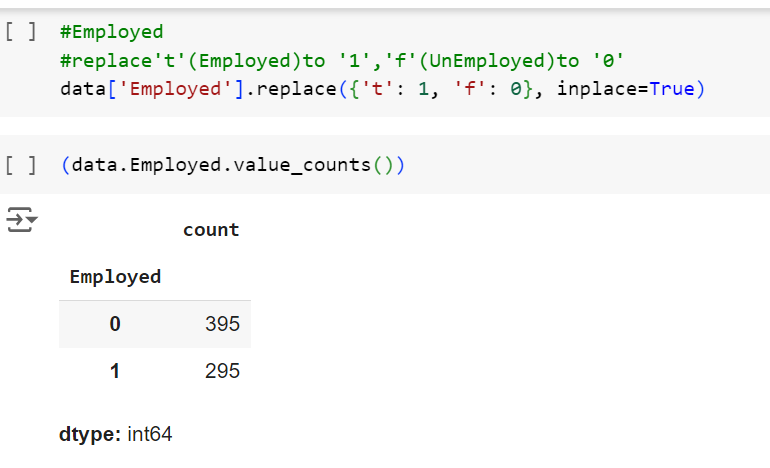 [ ] #Employed
#replace't'(Employed)to '1','f'(UnEmployed)to '0'
data['Employed'].replace({'t': 1, 'f': 0}, inplace=True)
[ ] (data.Employed.value_counts())
count
Employed
0 395
1 295
dtype: int64